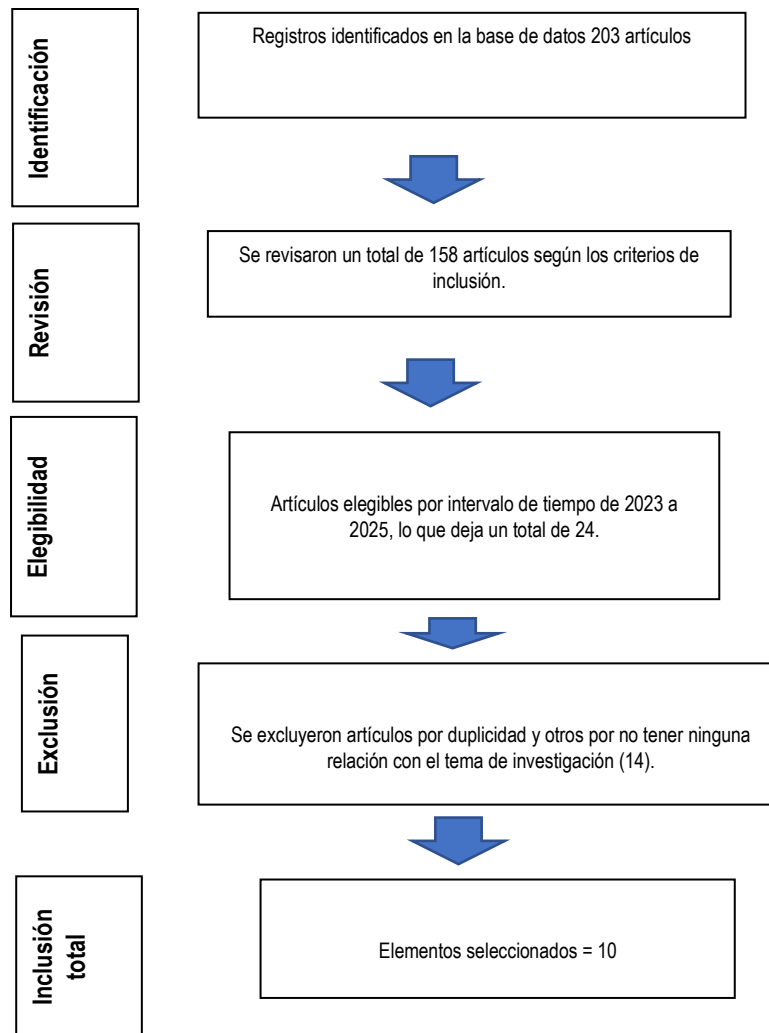 Identificación
Registros identificados en la base de datos 203 artículos
Revisión
Se revisaron un total de 158 artículos según los criterios de
inclusión.
Elegibilidad
Artículos elegibles por intervalo de tiempo de 2023 a
2025, lo que deja un total de 24.
Exclusión
Se excluyeron artículos por duplicidad y otros por no tener ninguna
relación con el tema de investigación (14).
Inclusión
total
Elementos seleccionados = 10